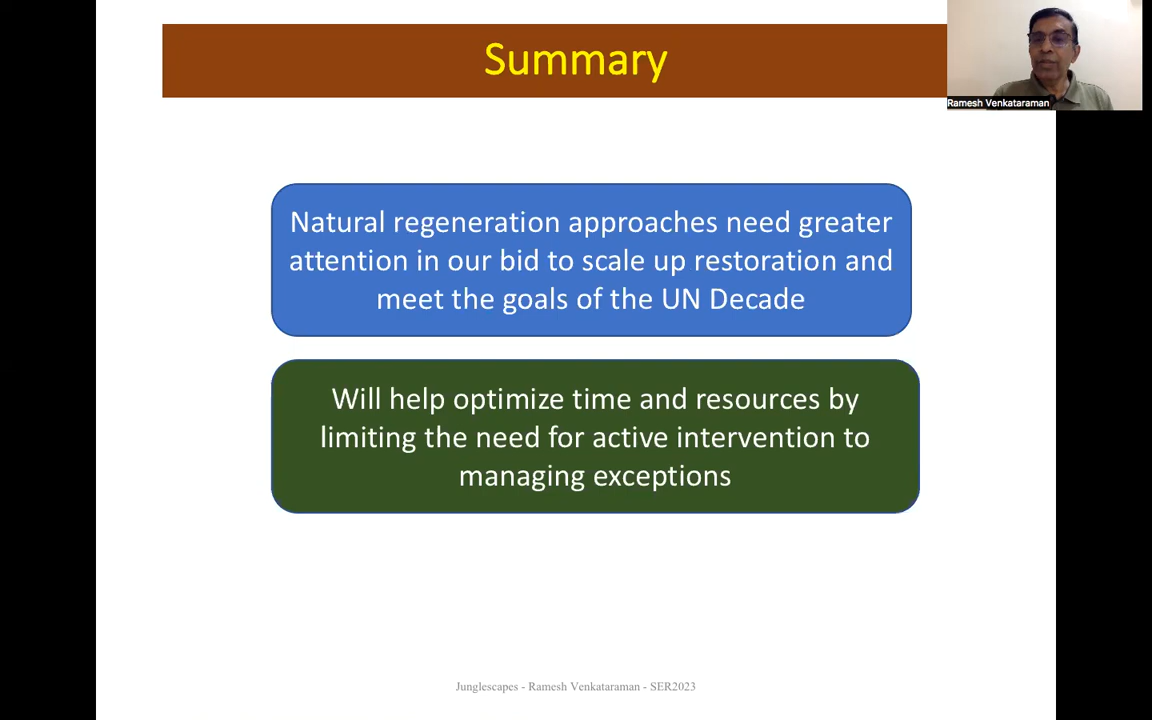 Summary
Ramesh Venkataraman
Natural regeneration approaches need greater
attention in our bid to scale up restoration and
meet the goals of the UN Decade
Will help optimize time and resources by
limiting the need for active intervention to
managing exceptions
Junglescapes - Ramesh Venkataraman - SER2023